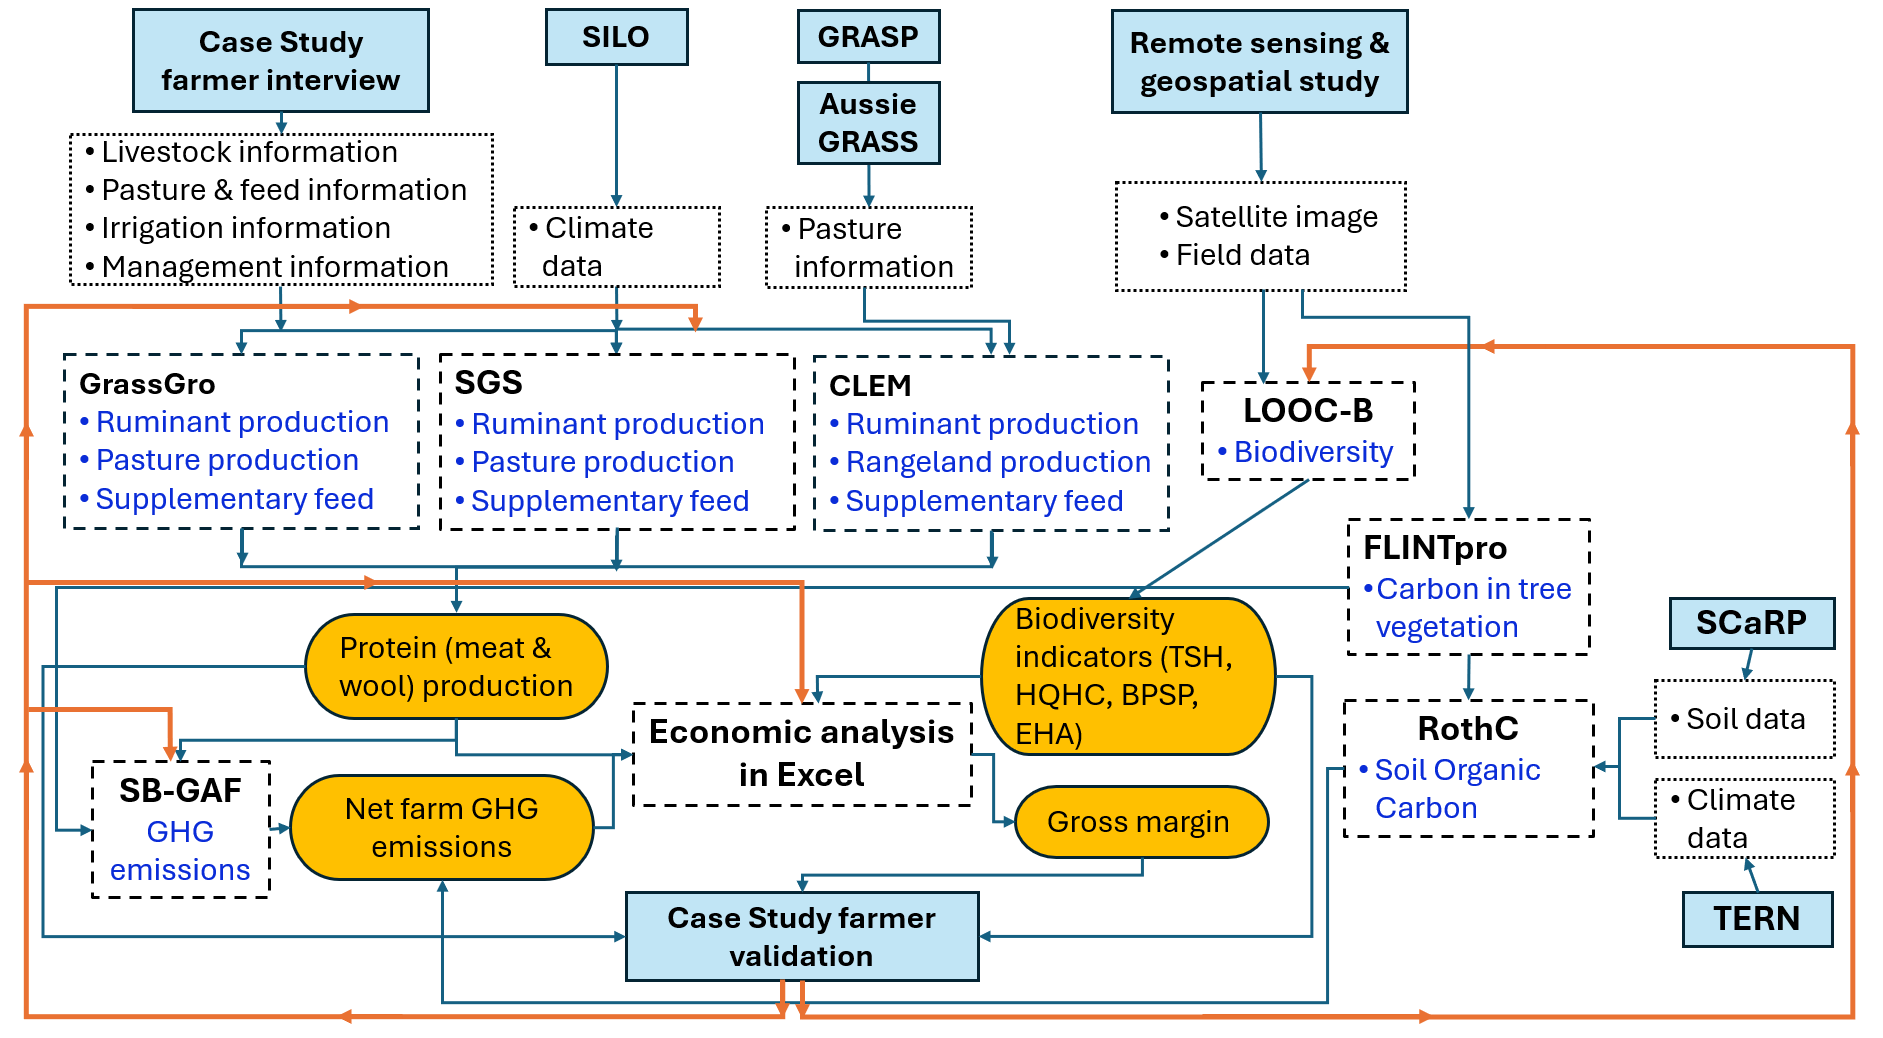 Case Study
farmer interview
SILO
GRASP
Aussie
GRASS
Remote sensing &
geospatial study
• Livestock information
• Pasture & feed information
• Irrigation information
• Management information
• Climate
data
• Pasture
information
• Satellite image
• Field data
GrassGro
• Ruminant production
• Pasture production
• Supplementary feed
SGS
• Ruminant production
• Pasture production
• Supplementary feed
CLEM
• Ruminant production
• Rangeland production
• Supplementary feed
LOOC-B
• Biodiversity
FLINTpro
• Carbon in tree
vegetation
SCaRP
Protein (meat &
wool) production
Biodiversity
indicators (TSH,
HQHC, BPSP,
EHA)
Economic analysis
in Excel
RothC
• Soil Organic
Carbon
• Soil data
• Climate
data
SB-GAF
GHG
emissions
Net farm GHG
emissions
Gross margin
Case Study farmer
validation
TERN